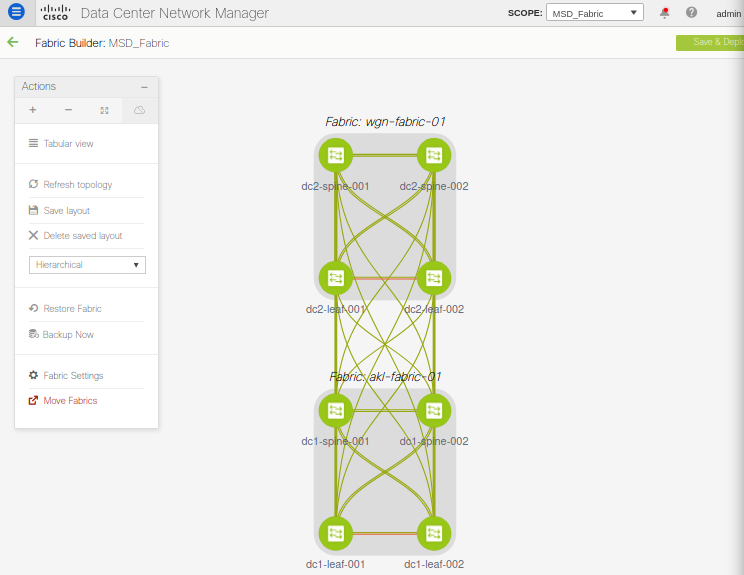 CISCO Data Center Network Manager SCOPE: MSD_Fabric admin
Fabric Builder: MSD_Fabric Save & Deplo
Actions
Tabular view
Refresh topology
Save layout
Delete saved layout
Hierarchical
Restore Fabric
Backup Now
Fabric Settings
Move Fabrics
Fabric: wgn-fabric-01
dc2-spine-001 dc2-spine-002
dc2-leaf-001 dc2-leaf-002
Fabric: akl-fabric-01
dc1-spine-001 dc1-spine-002
dc1-leaf-001 dc1-leaf-002